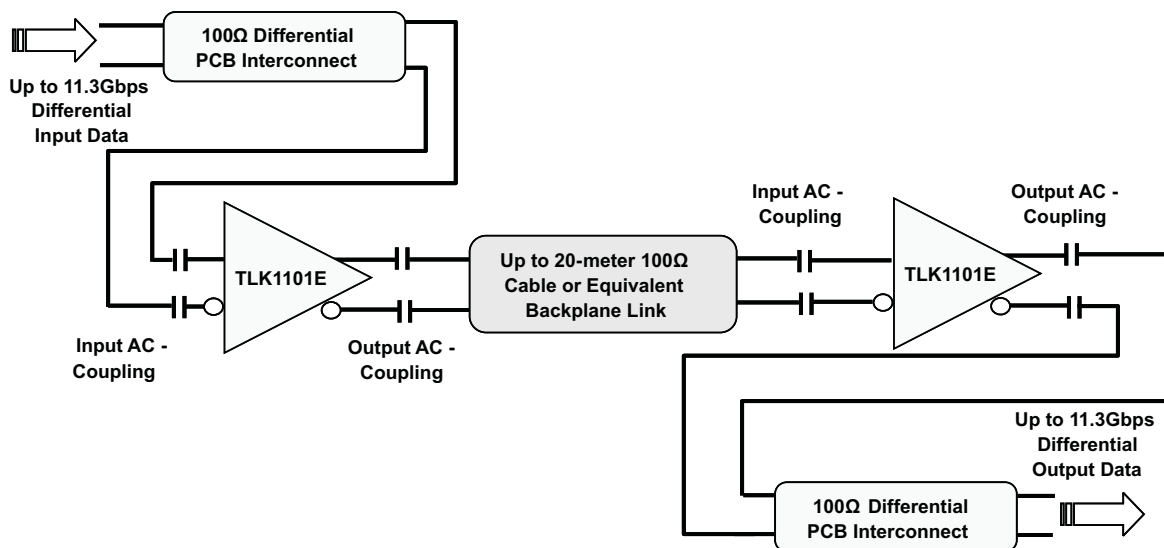 100Ω Differential
PCB Interconnect
Up to 11.3Gbps
Differential
Input Data
Input AC -
Coupling
TLK1101E
Output AC -
Coupling
Up to 20-meter 100Ω
Cable or Equivalent
Backplane Link
Input AC -
Coupling
TLK1101E
Output AC -
Coupling
Up to 11.3Gbps
Differential
Output Data
100Ω Differential
PCB Interconnect